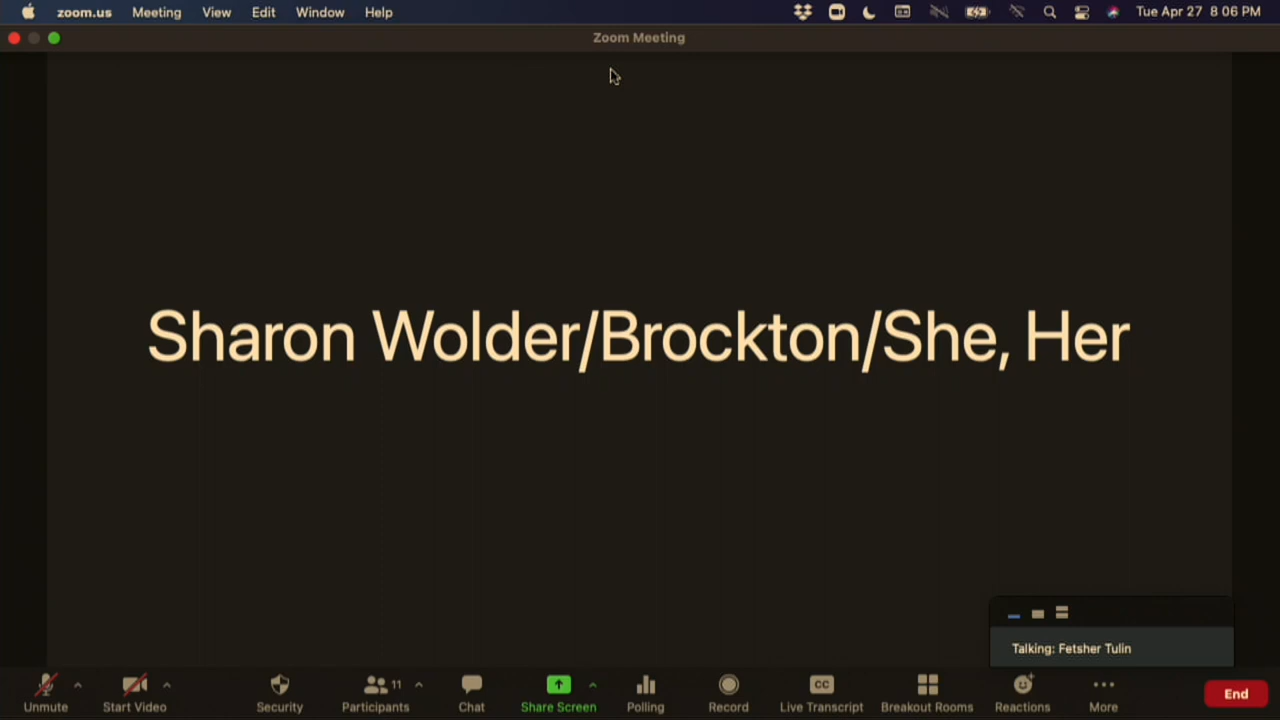 zoom.us Meeting View Edit Window Help Tue Apr 27 8:06 PM
Zoom Meeting
Sharon Wolder/Brockton/She, Her
Talking: Fetsher Tulin
11
CC
Unmute Start Video Security Participants Chat Share Screen Polling Record Live Transcript Breakout Rooms Reactions More End